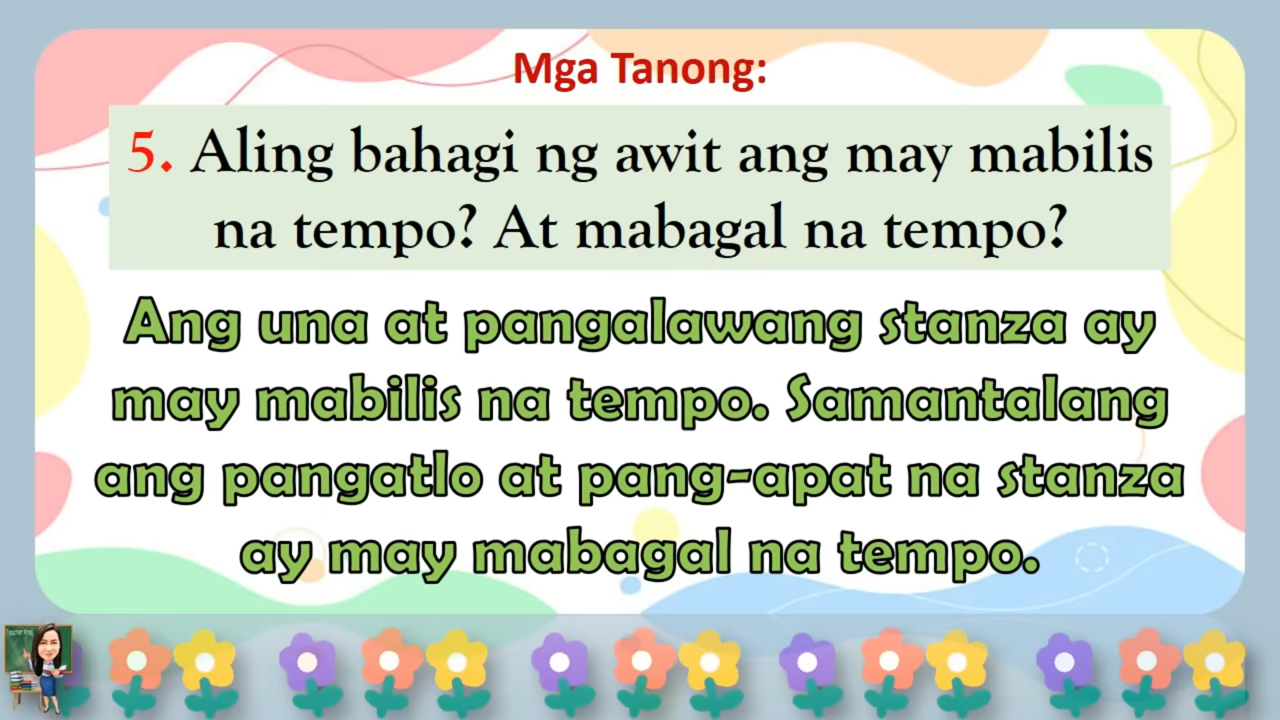 Mga Tanong:
5. Aling bahagi ng awit ang may mabilis
na tempo? At mabagal na tempo?
Ang una at pangalawang stanza ay
may mabilis na tempo. Samantalang
ang pangatlo at pang-apat na stanza
ay may mabagal na tempo.